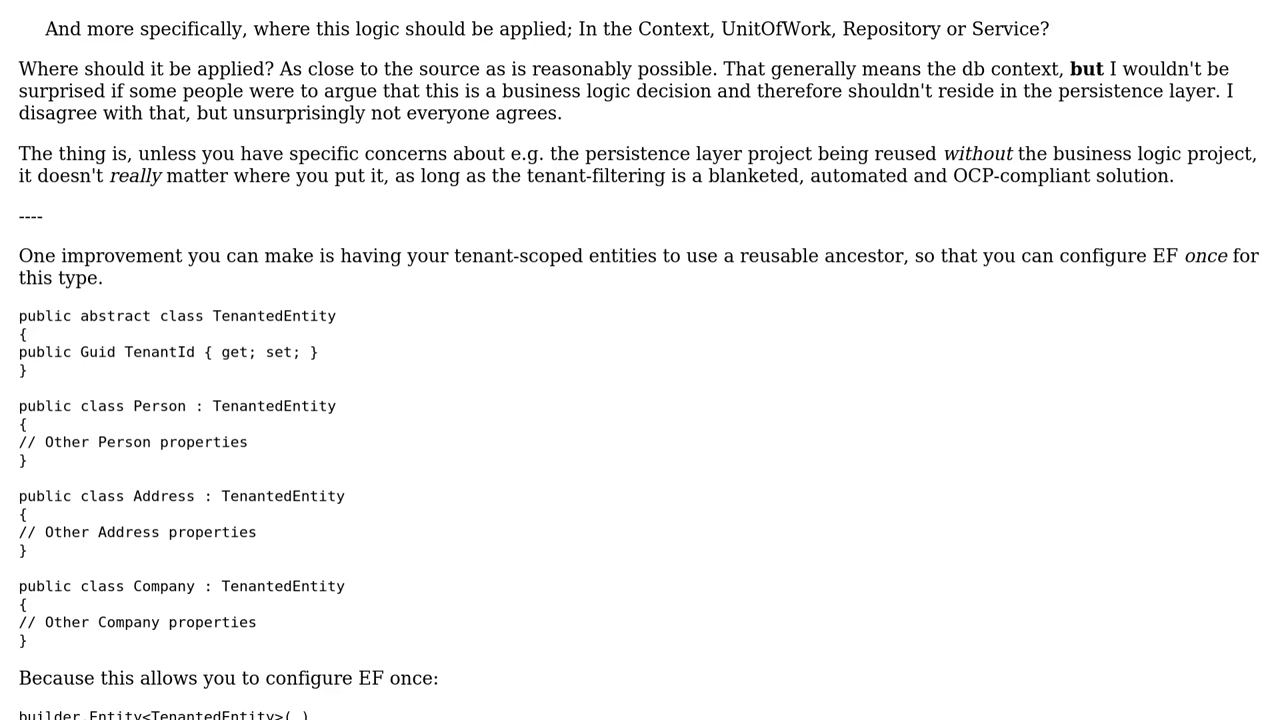 And more specifically, where this logic should be applied; In the Context, UnitOfWork, Repository or Service?
Where should it be applied? As close to the source as is reasonably possible. That generally means the db context, but I wouldn't be
surprised if some people were to argue that this is a business logic decision and therefore shouldn't reside in the persistence layer. I
disagree with that, but unsurprisingly not everyone agrees.
The thing is, unless you have specific concerns about e.g. the persistence layer project being reused without the business logic project,
it doesn't really matter where you put it, as long as the tenant-filtering is a blanketed, automated and OCP-compliant solution.
----
One improvement you can make is having your tenant-scoped entities to use a reusable ancestor, so that you can configure EF once for
this type.
public abstract class TenantedEntity
{
public Guid TenantId { get; set; }
}
public class Person : TenantedEntity
{
// Other Person properties
}
public class Address : TenantedEntity
{
// Other Address properties
}
public class Company : TenantedEntity
{
// Other Company properties
}
Because this allows you to configure EF once:
builder.Entity<TenantedEntity>( )